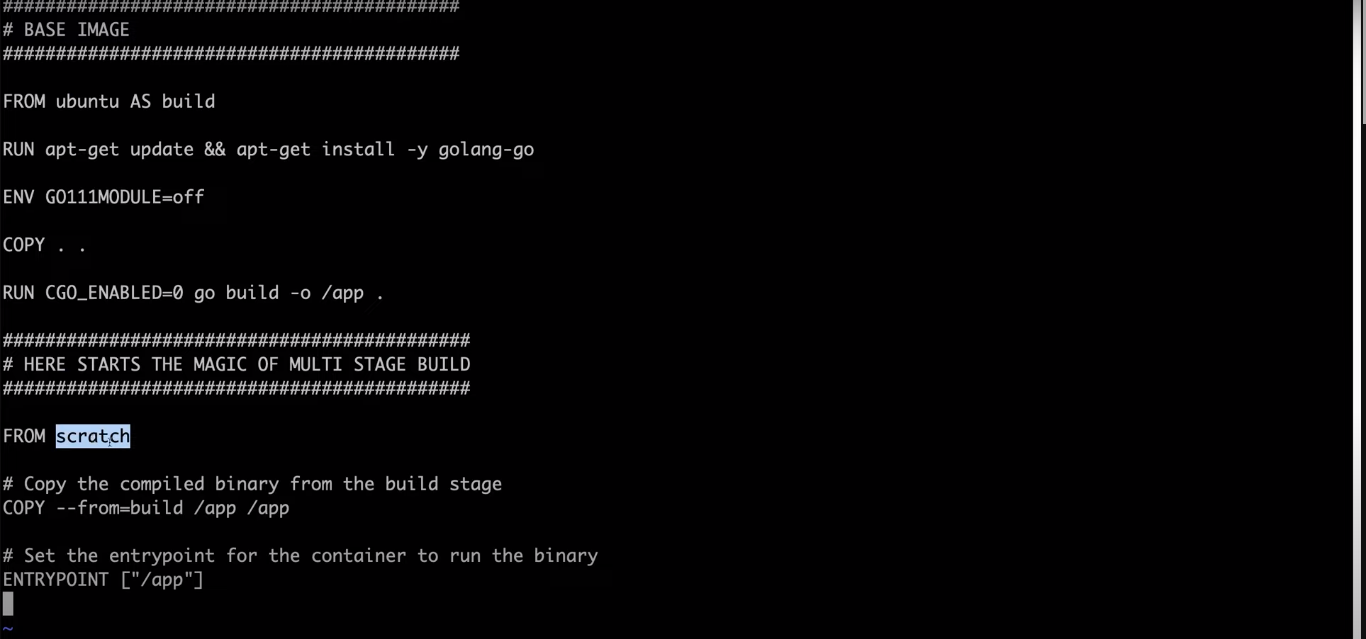 ###########################################
# BASE IMAGE
###########################################
FROM ubuntu AS build
RUN apt-get update && apt-get install -y golang-go
ENV GO111MODULE=off
COPY . .
RUN CGO_ENABLED=0 go build -o /app .
############################################
# HERE STARTS THE MAGIC OF MULTI STAGE BUILD
############################################
FROM scratch
# Copy the compiled binary from the build stage
COPY --from=build /app /app
# Set the entrypoint for the container to run the binary
ENTRYPOINT ["/app"]
~